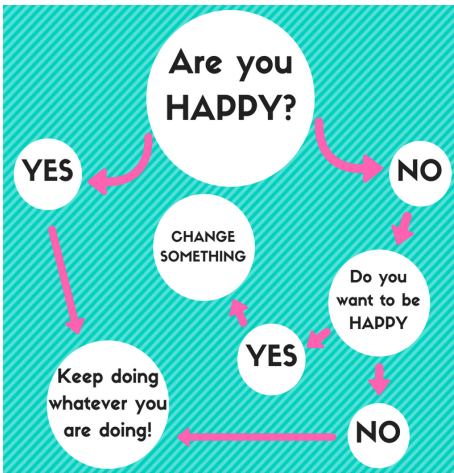 Are you
HAPPY?
YES
NO
CHANGE
SOMETHING
Do you
want to be
HAPPY
YES
Keep doing
whatever you
are doing!
NO